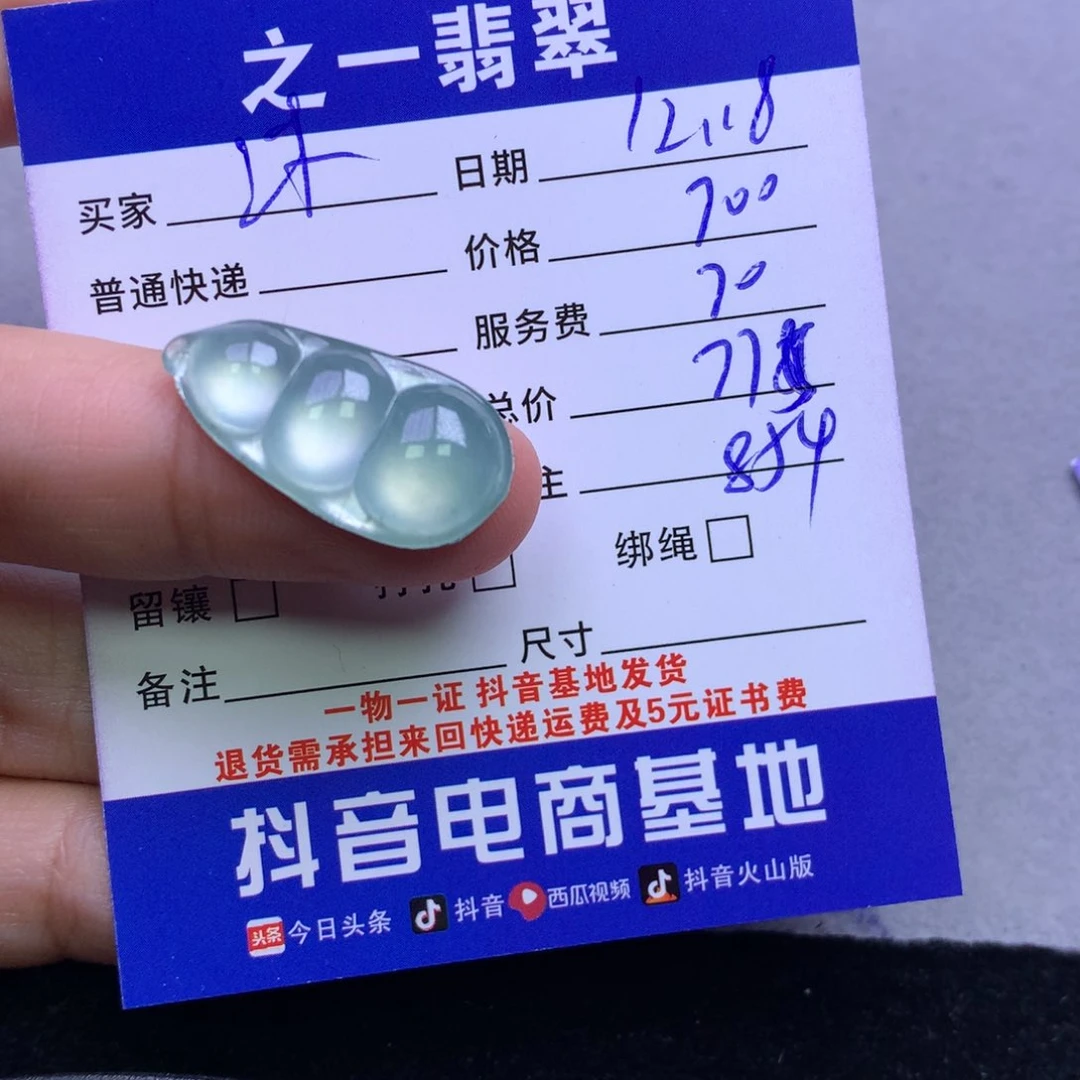 之一翡翠
买家 日期 12.18
普通快递 价格 700
服务费 70
总价 77
主 854
绑绳
留镶
备注 尺寸
一物一证 抖音基地发货
退货需承担来回快递运费及5元证书费
抖音电商基地
头条 今日头条 抖音 西瓜视频 抖音火山版